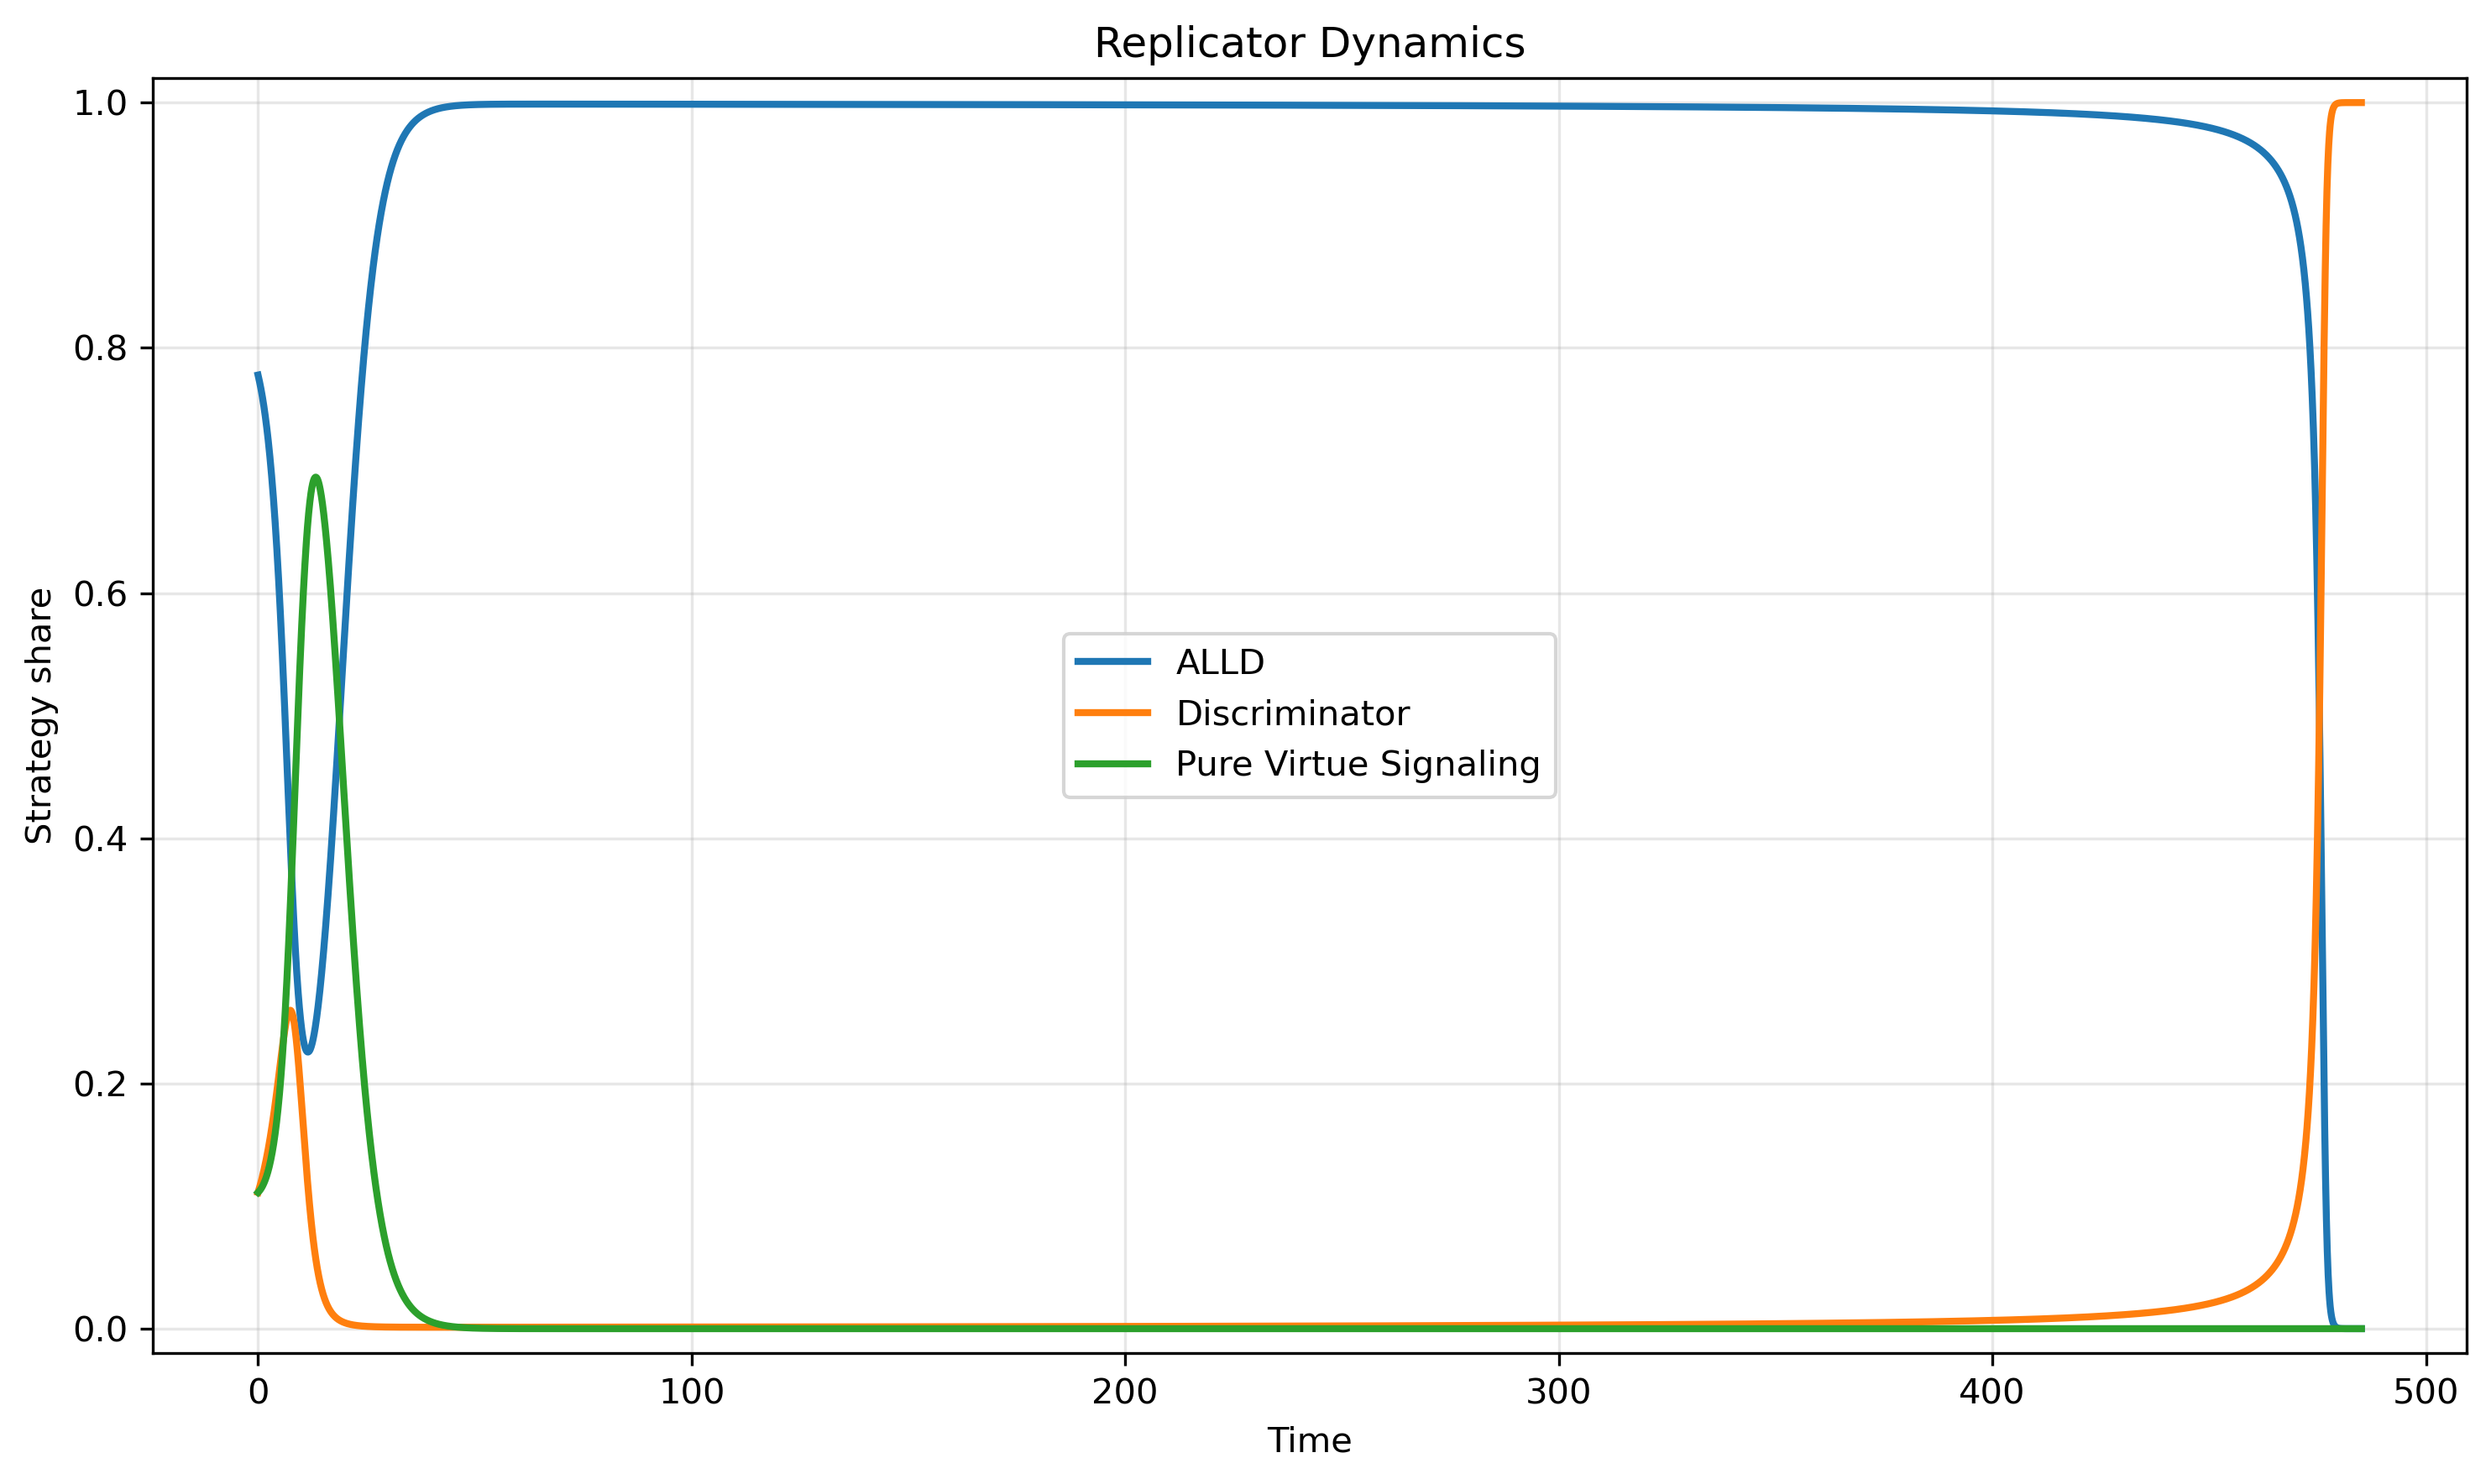 Replicator Dynamics
1.0
0.8
0.6
0.4
0.2
0.0
Strategy share
ALLD
Discriminator
Pure Virtue Signaling
0 100 200 300 400 500
Time